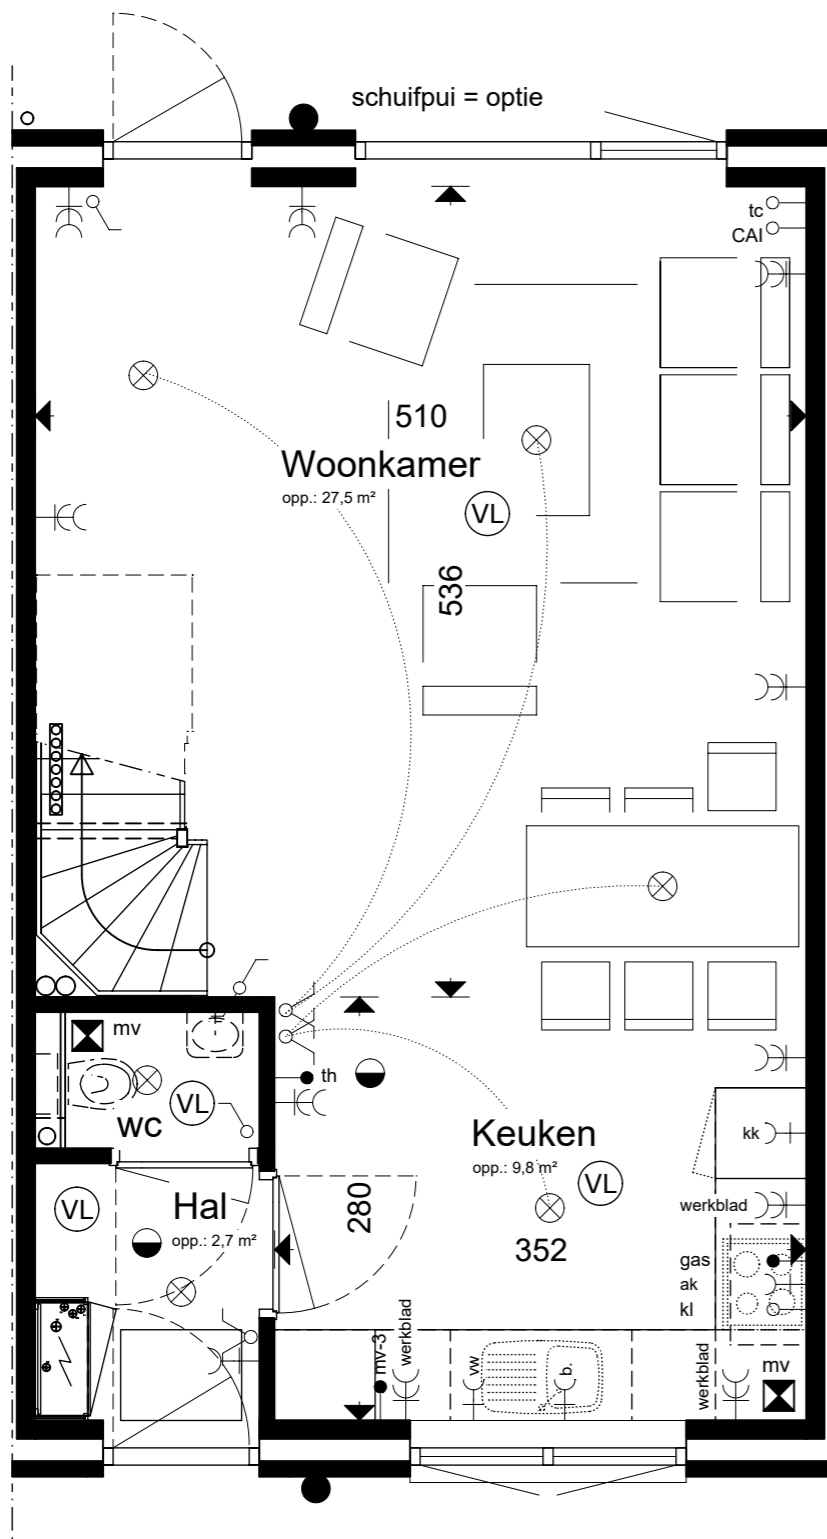 schuifpui = optie
tc
CAI
510
Woonkamer
opp.: 27,5 m²
VL
536
mv
th
VL
WC
Keuken
opp.: 9,8 m²
VL
kk
VL
Hal
opp.: 2,7 m²
280
352
werkblad
gas
ak
kl
mv-3
werkblad
vw
b.
werkblad
mv